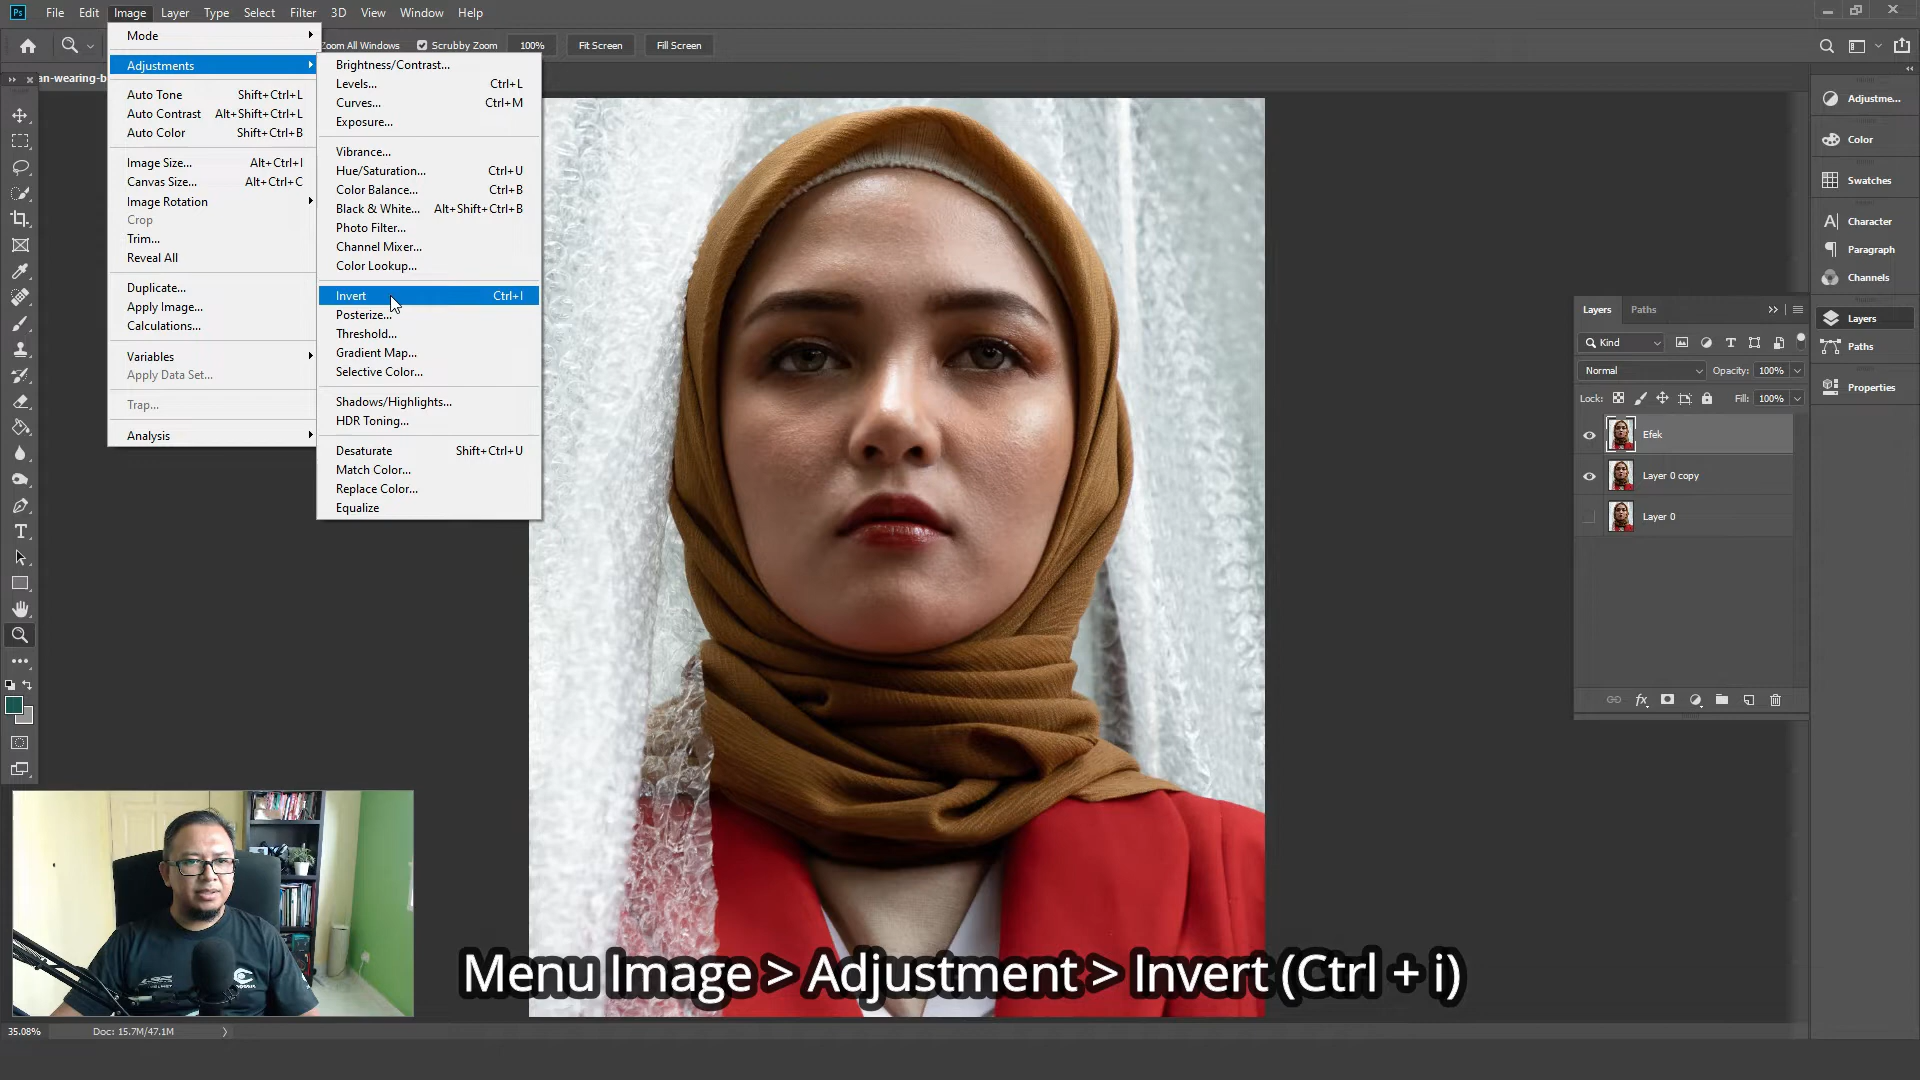 Ps File Edit Image Layer Type Select Filter 3D View Window Help
Zoom All Windows Scrubby Zoom 100% Fit Screen Fill Screen
an-wearing-b
Mode
Adjustments
Auto Tone Shift+Ctrl+L
Auto Contrast Alt+Shift+Ctrl+L
Auto Color Shift+Ctrl+B
Image Size... Alt+Ctrl+I
Canvas Size... Alt+Ctrl+C
Image Rotation
Crop
Trim...
Reveal All
Duplicate...
Apply Image...
Calculations...
Variables
Apply Data Set...
Trap...
Analysis
Brightness/Contrast...
Levels... Ctrl+L
Curves... Ctrl+M
Exposure...
Vibrance...
Hue/Saturation... Ctrl+U
Color Balance... Ctrl+B
Black & White... Alt+Shift+Ctrl+B
Photo Filter...
Channel Mixer...
Color Lookup...
Invert Ctrl+I
Posterize...
Threshold...
Gradient Map...
Selective Color...
Shadows/Highlights...
HDR Toning...
Desaturate Shift+Ctrl+U
Match Color...
Replace Color...
Equalize
Adjustme...
Color
Swatches
Character
Paragraph
Channels
Layers
Paths
Properties
Layers Paths
Kind
Normal Opacity: 100%
Lock: Fill: 100%
Efek
Layer 0 copy
Layer 0
fx
Menu Image > Adjustment > Invert (Ctrl + i)
35.08% Doc: 15.7M/47.1M